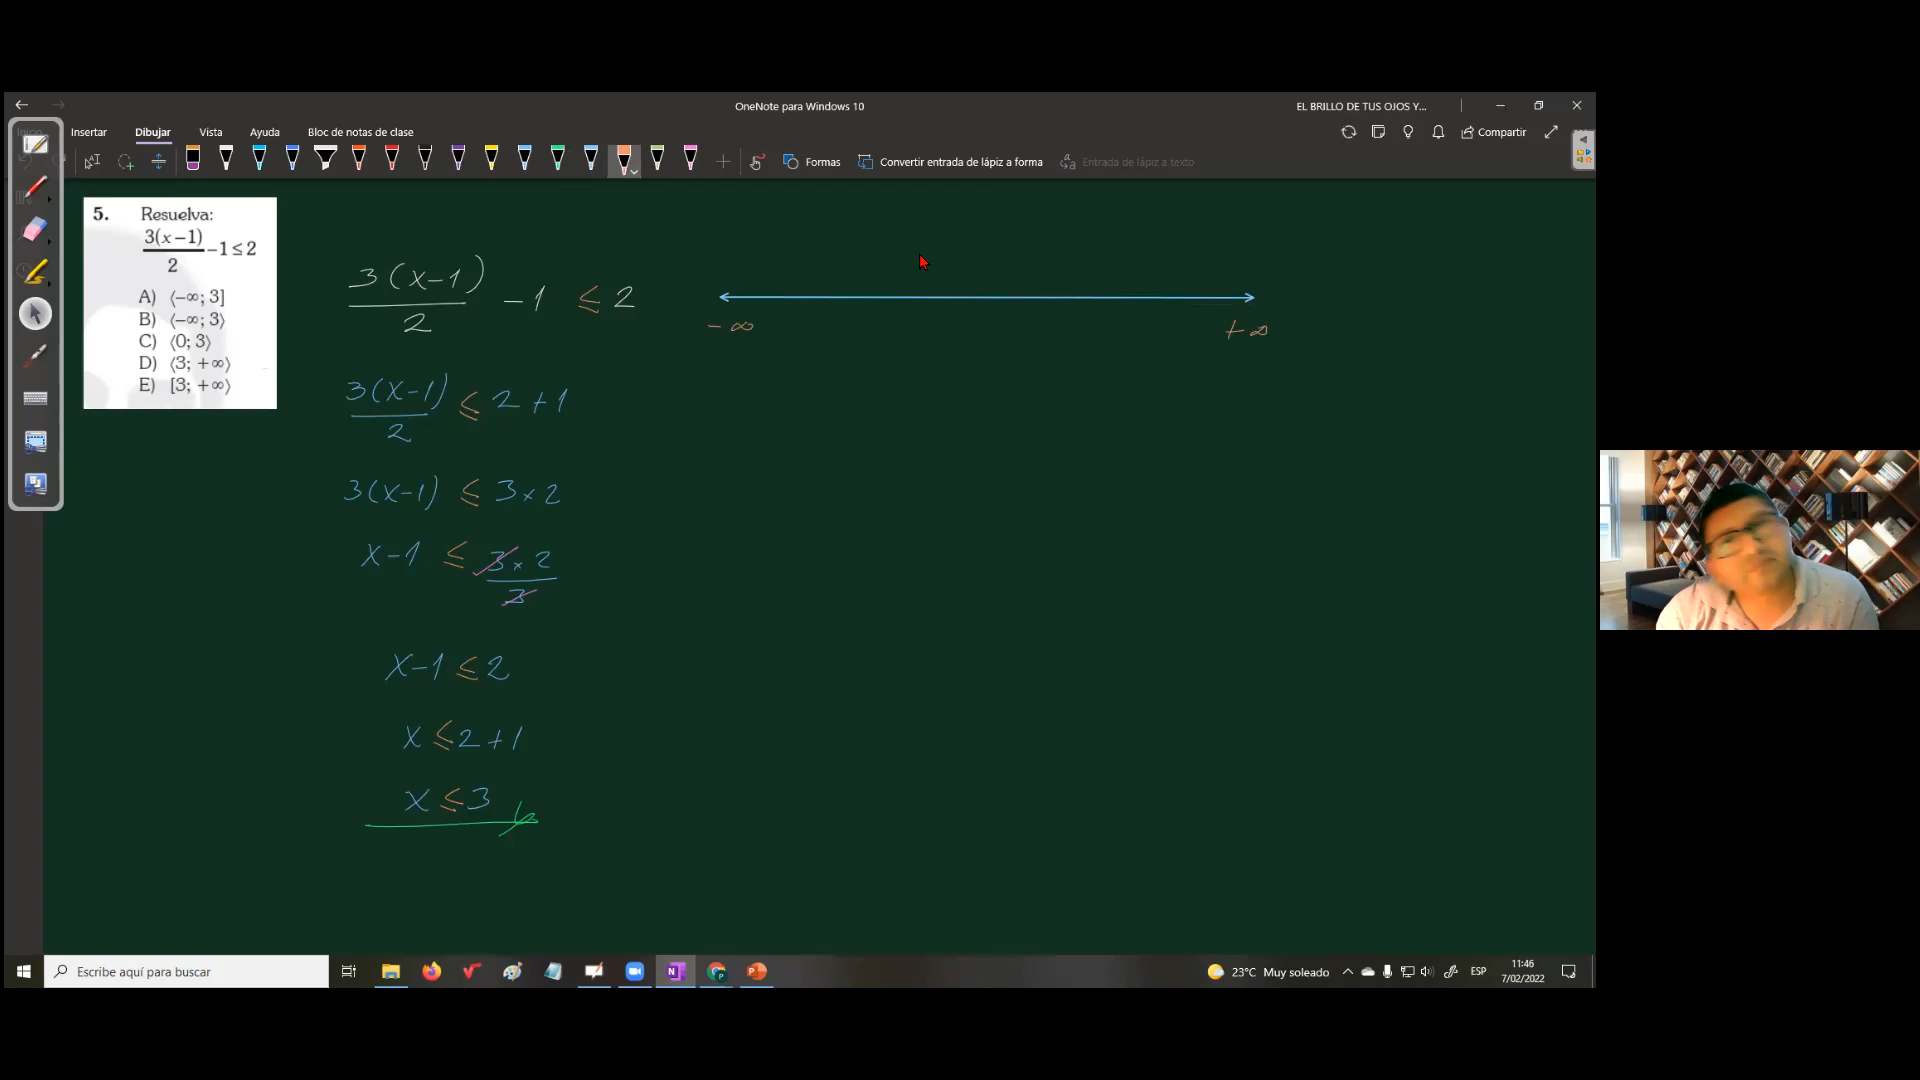 OneNote para Windows 10
EL BRILLO DE TUS OJOS Y...
Insertar Dibujar Vista Ayuda Bloc de notas de clase
Compartir
Formas Convertir entrada de lápiz a forma Entrada de lápiz a texto
5. Resuelva:
3(x−1)/2 −1 ≤ 2
A) ⟨−∞; 3]
B) ⟨−∞; 3⟩
C) ⟨0; 3⟩
D) ⟨3; +∞⟩
E) [3; +∞⟩
3(x−1)/2 −1 ≤ 2
−∞ +∞
3(x−1)/2 ≤ 2+1
3(x−1) ≤ 3×2
x−1 ≤ 3×2/3
x−1 ≤ 2
x ≤ 2+1
x ≤ 3
Escribe aquí para buscar
23°C Muy soleado
ESP
11:46
7/02/2022